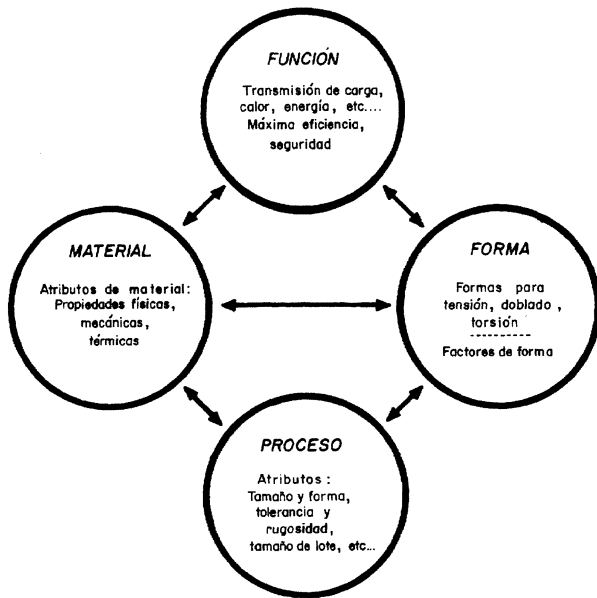 FUNCIÓN
Transmisión de carga,
calor, energía, etc....
Máxima eficiencia,
seguridad
MATERIAL
Atributos de material:
Propiedades físicas,
mecánicas,
térmicas
FORMA
Formas para
tensión, doblado,
torsión
Factores de forma
PROCESO
Atributos:
Tamaño y forma,
tolerancia y
rugosidad,
tamaño de lote, etc...